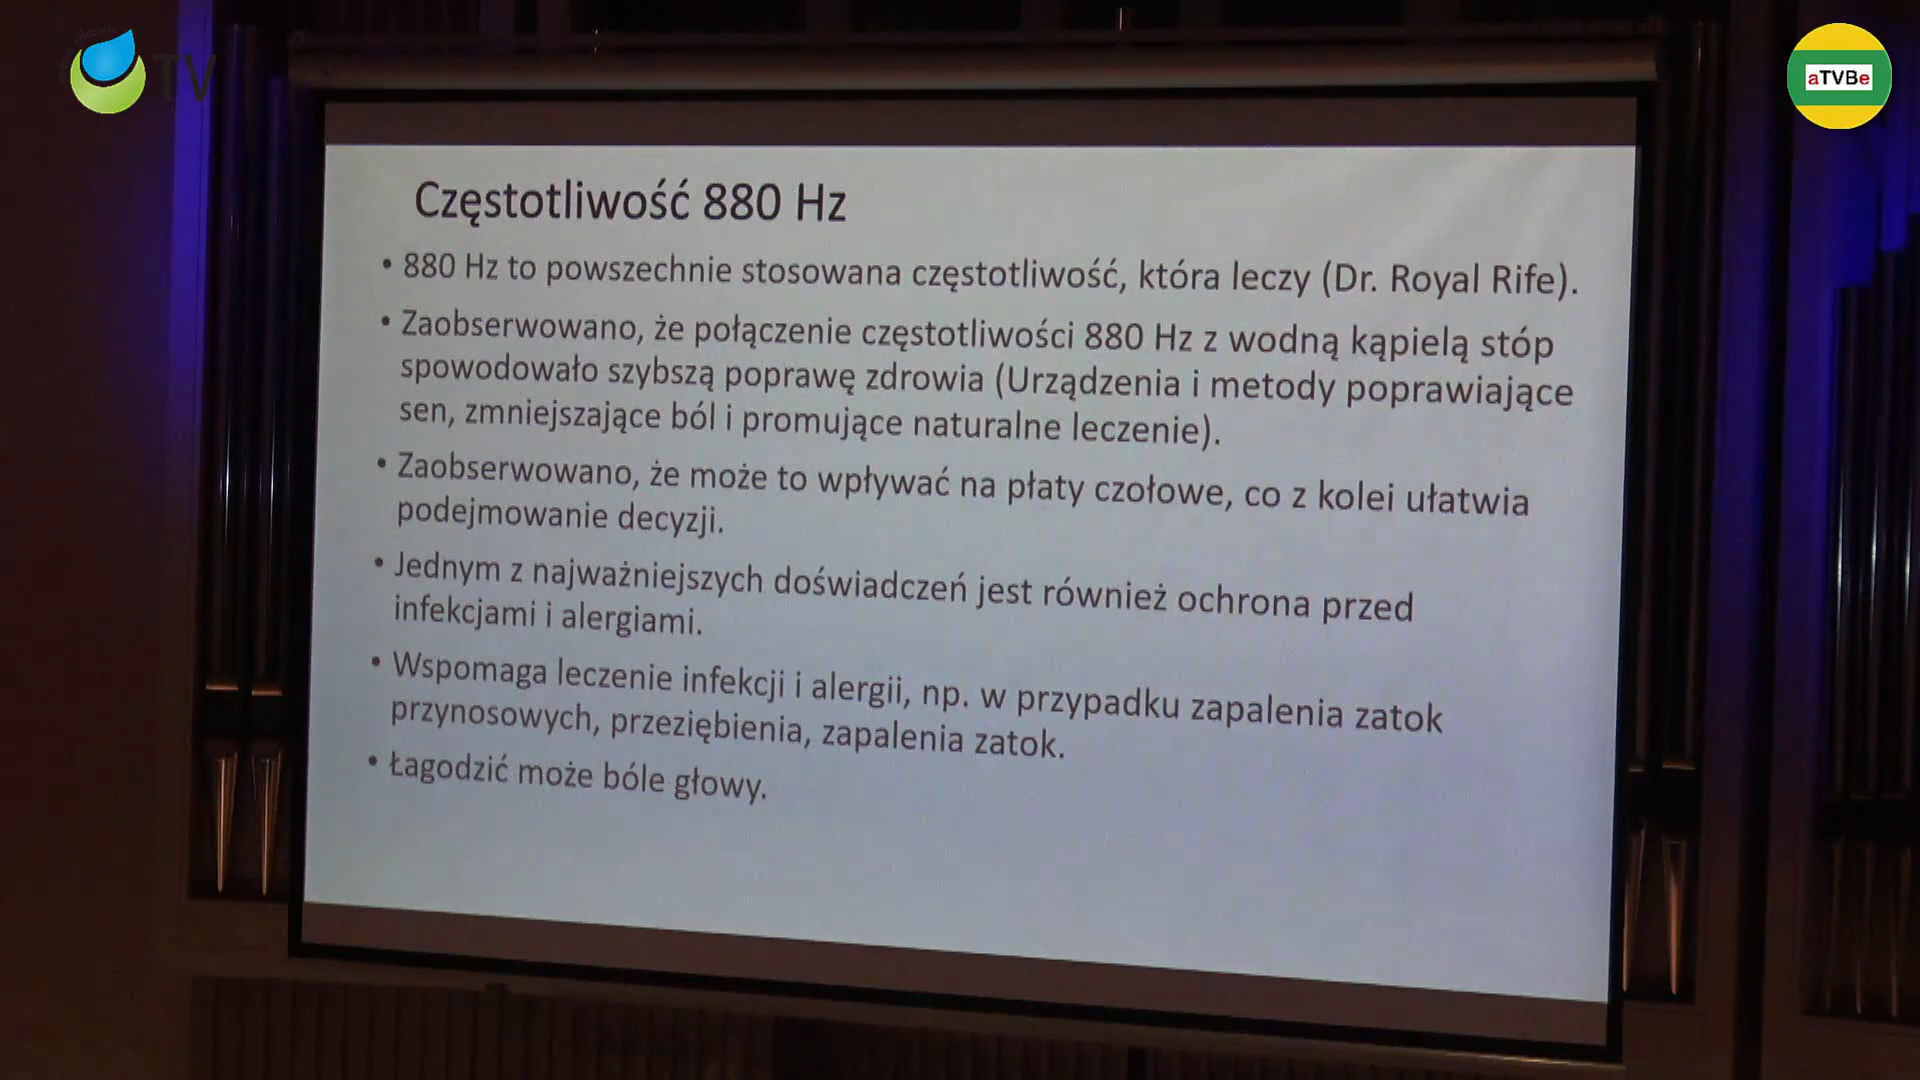 TV
aTVBe
Częstotliwość 880 Hz
• 880 Hz to powszechnie stosowana częstotliwość, która leczy (Dr. Royal Rife).
• Zaobserwowano, że połączenie częstotliwości 880 Hz z wodną kąpielą stóp
spowodowało szybszą poprawę zdrowia (Urządzenia i metody poprawiające
sen, zmniejszające ból i promujące naturalne leczenie).
• Zaobserwowano, że może to wpływać na płaty czołowe, co z kolei ułatwia
podejmowanie decyzji.
• Jednym z najważniejszych doświadczeń jest również ochrona przed
infekcjami i alergiami.
• Wspomaga leczenie infekcji i alergii, np. w przypadku zapalenia zatok
przynosowych, przeziębienia, zapalenia zatok.
• Łagodzić może bóle głowy.